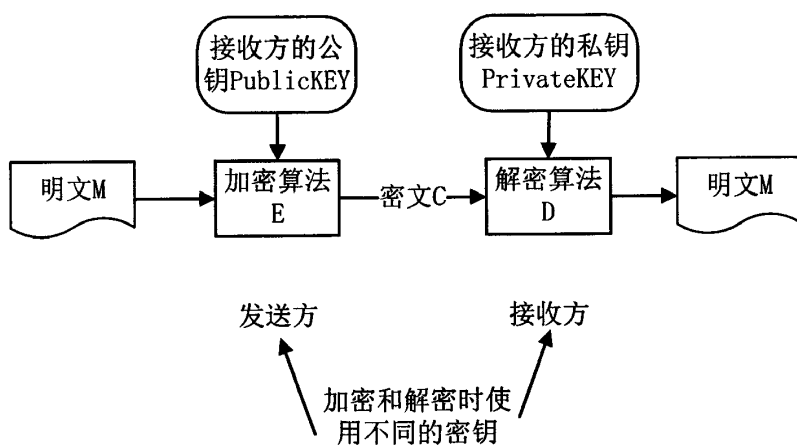 接收方的公
钥PublicKEY
接收方的私钥
PrivateKEY
明文M
加密算法
E
密文C
解密算法
D
明文M
发送方
接收方
加密和解密时使
用不同的密钥